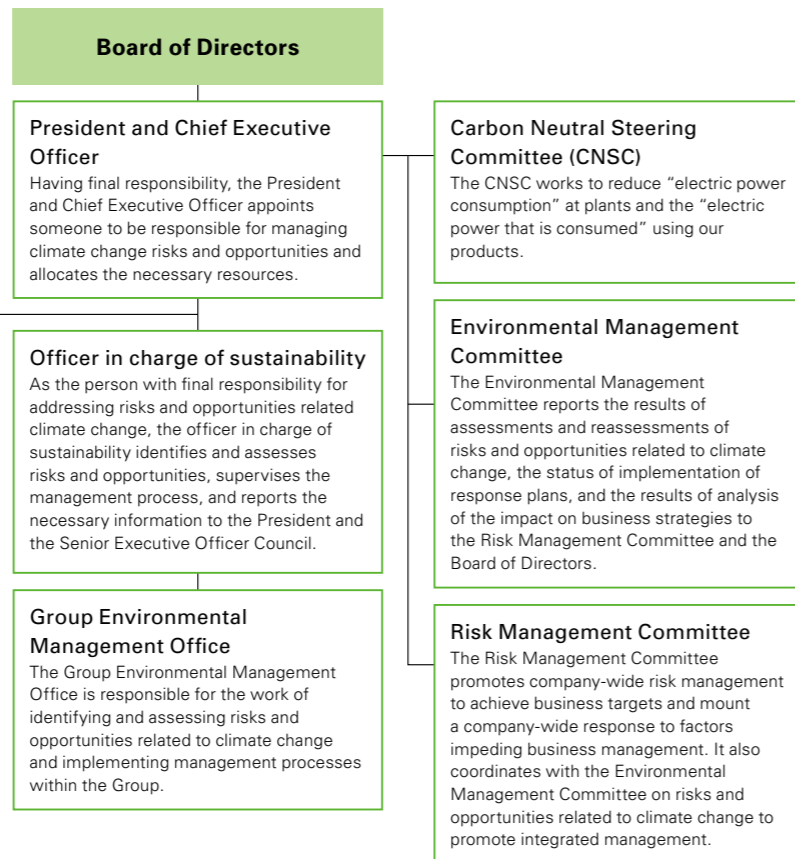 Board of Directors
President and Chief Executive
Officer
Having final responsibility, the President
and Chief Executive Officer appoints
someone to be responsible for managing
climate change risks and opportunities and
allocates the necessary resources.
Officer in charge of sustainability
As the person with final responsibility for
addressing risks and opportunities related
climate change, the officer in charge of
sustainability identifies and assesses
risks and opportunities, supervises the
management process, and reports the
necessary information to the President and
the Senior Executive Officer Council.
Group Environmental
Management Office
The Group Environmental Management
Office is responsible for the work of
identifying and assessing risks and
opportunities related to climate change
and implementing management processes
within the Group.
Carbon Neutral Steering
Committee (CNSC)
The CNSC works to reduce “electric power
consumption” at plants and the “electric
power that is consumed” using our
products.
Environmental Management
Committee
The Environmental Management
Committee reports the results of
assessments and reassessments of
risks and opportunities related to climate
change, the status of implementation of
response plans, and the results of analysis
of the impact on business strategies to
the Risk Management Committee and the
Board of Directors.
Risk Management Committee
The Risk Management Committee
promotes company-wide risk management
to achieve business targets and mount
a company-wide response to factors
impeding business management. It also
coordinates with the Environmental
Management Committee on risks and
opportunities related to climate change to
promote integrated management.